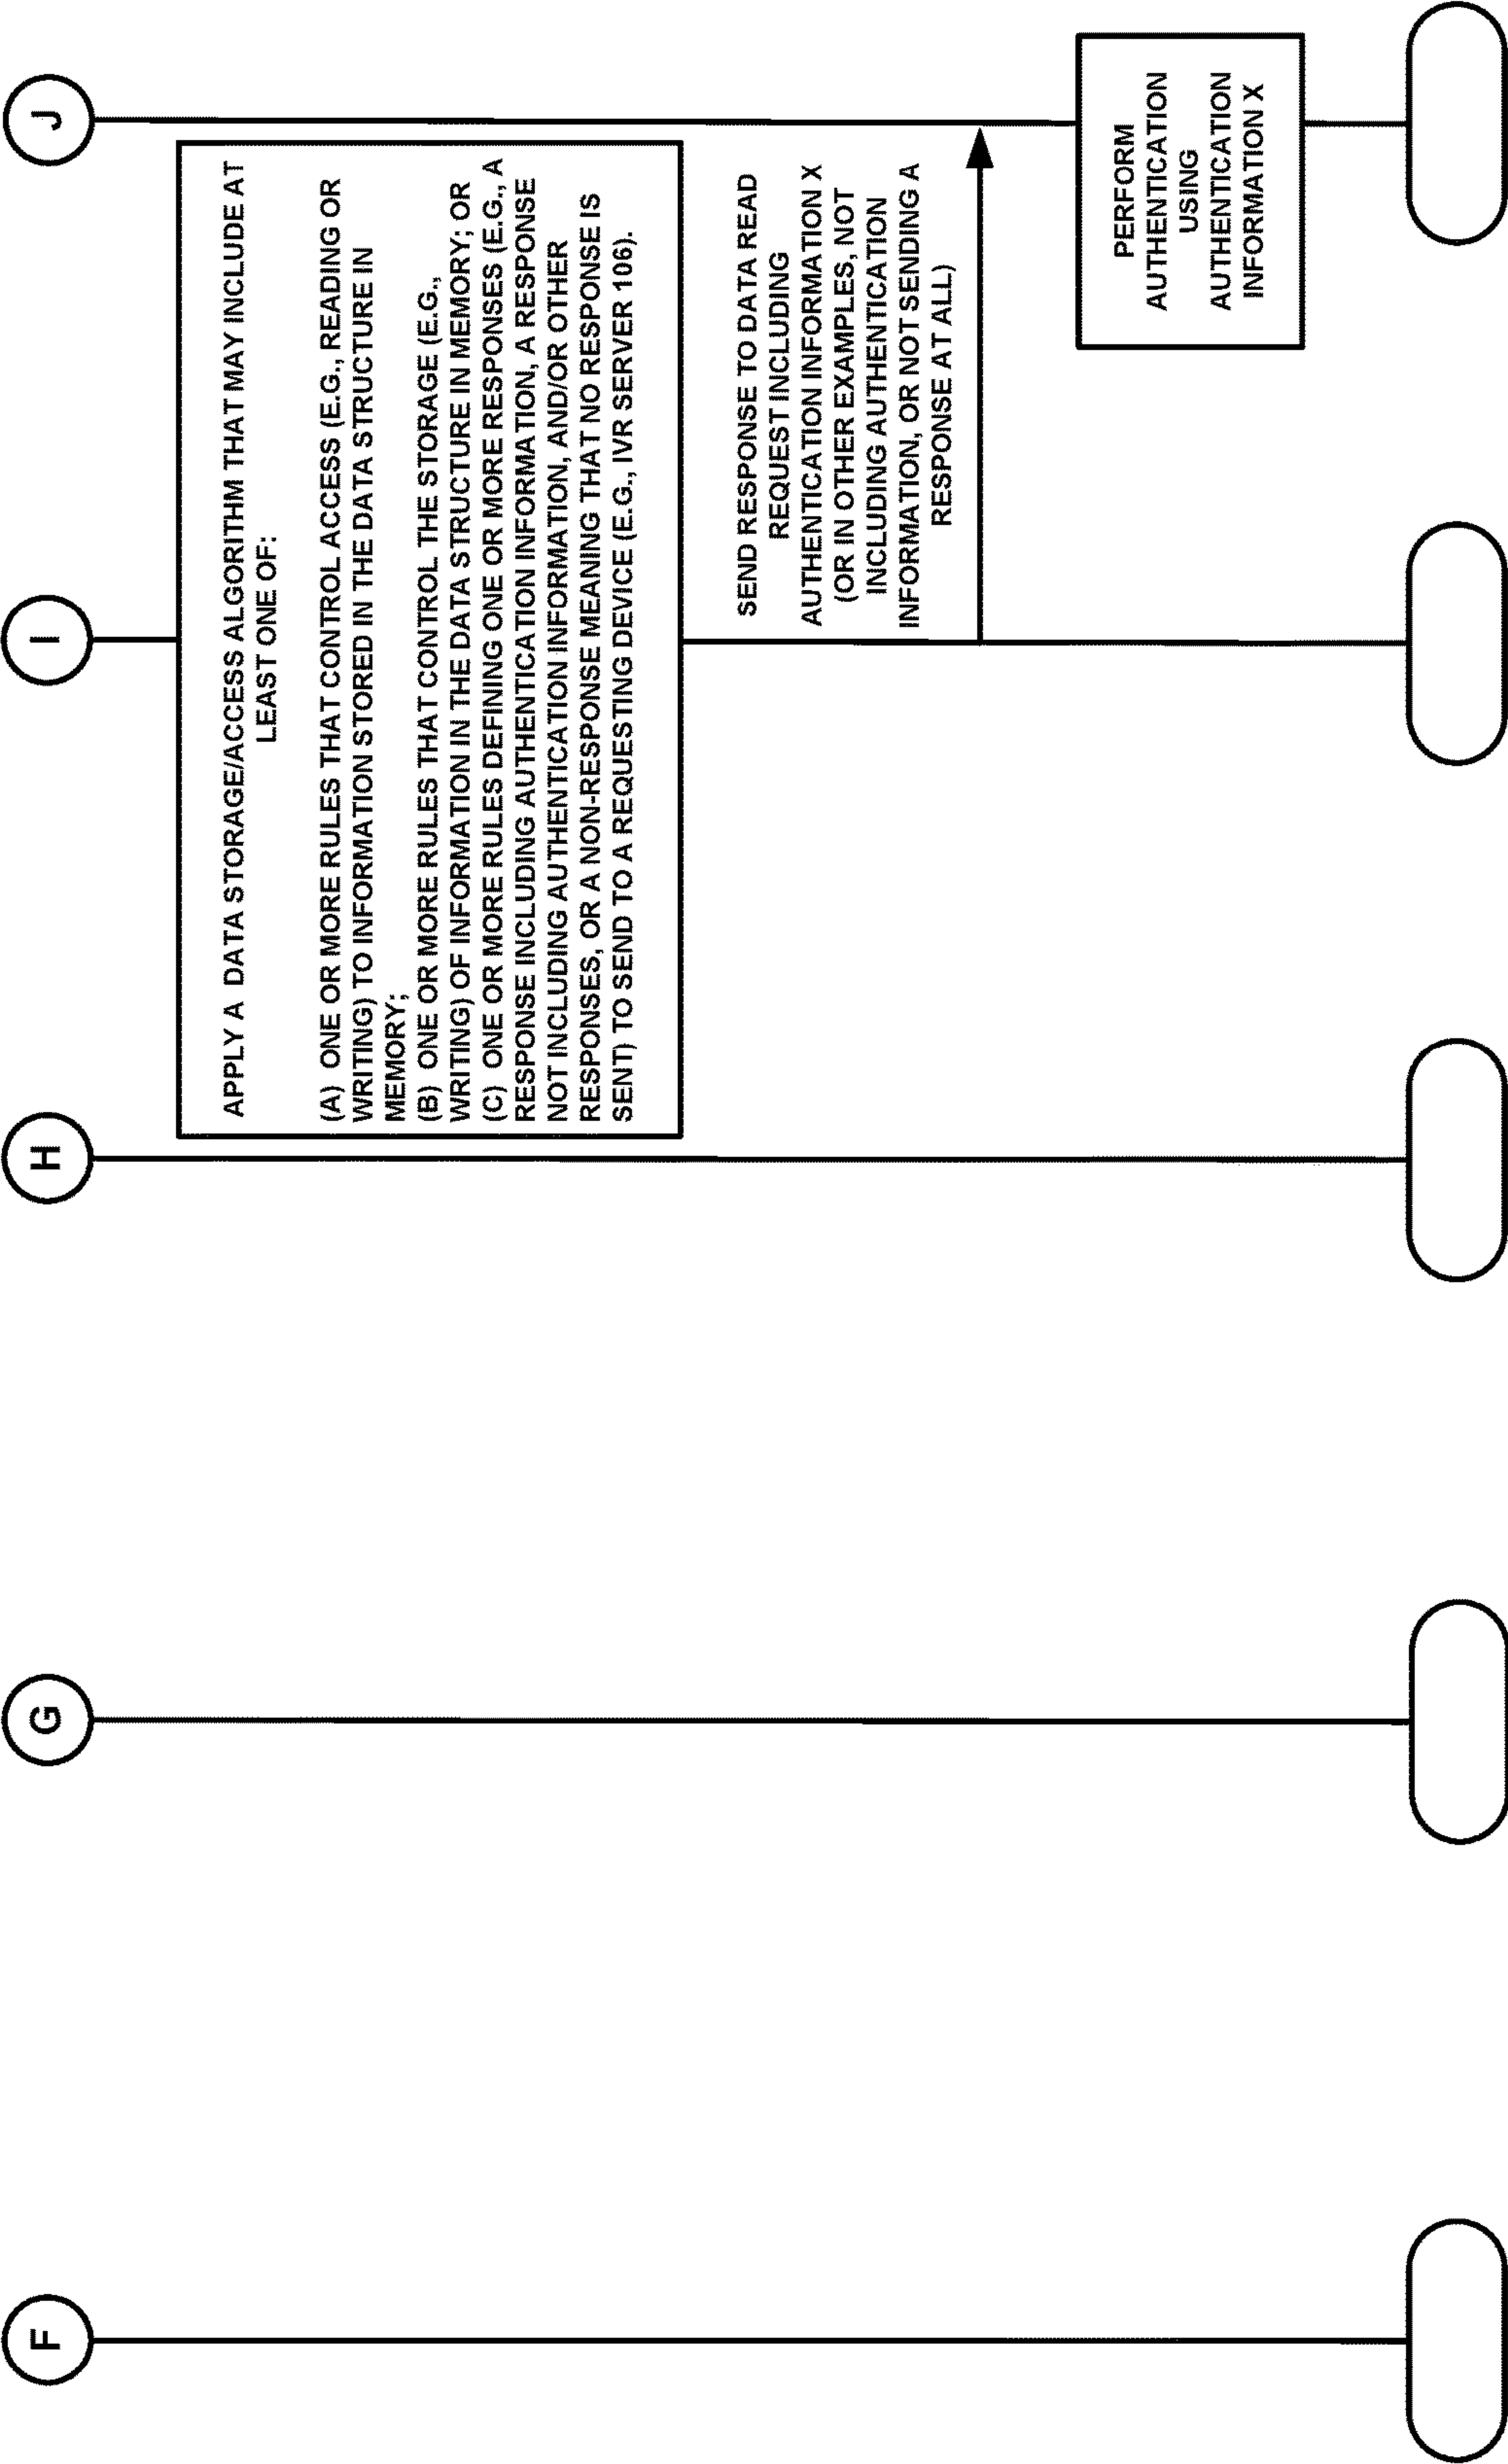 F
G
H
I
J
APPLY A DATA STORAGE/ACCESS ALGORITHM THAT MAY INCLUDE AT
LEAST ONE OF:
(A) ONE OR MORE RULES THAT CONTROL ACCESS (E.G., READING OR
WRITING) TO INFORMATION STORED IN THE DATA STRUCTURE IN
MEMORY;
(B) ONE OR MORE RULES THAT CONTROL THE STORAGE (E.G.,
WRITING) OF INFORMATION IN THE DATA STRUCTURE IN MEMORY; OR
(C) ONE OR MORE RULES DEFINING ONE OR MORE RESPONSES (E.G., A
RESPONSE INCLUDING AUTHENTICATION INFORMATION, A RESPONSE
NOT INCLUDING AUTHENTICATION INFORMATION, AND/OR OTHER
RESPONSES, OR A NON-RESPONSE MEANING THAT NO RESPONSE IS
SENT) TO SEND TO A REQUESTING DEVICE (E.G., IVR SERVER 106).
SEND RESPONSE TO DATA READ
REQUEST INCLUDING
AUTHENTICATION INFORMATION X
(OR IN OTHER EXAMPLES, NOT
INCLUDING AUTHENTICATION
INFORMATION, OR NOT SENDING A
RESPONSE AT ALL)
PERFORM
AUTHENTICATION
USING
AUTHENTICATION
INFORMATION X